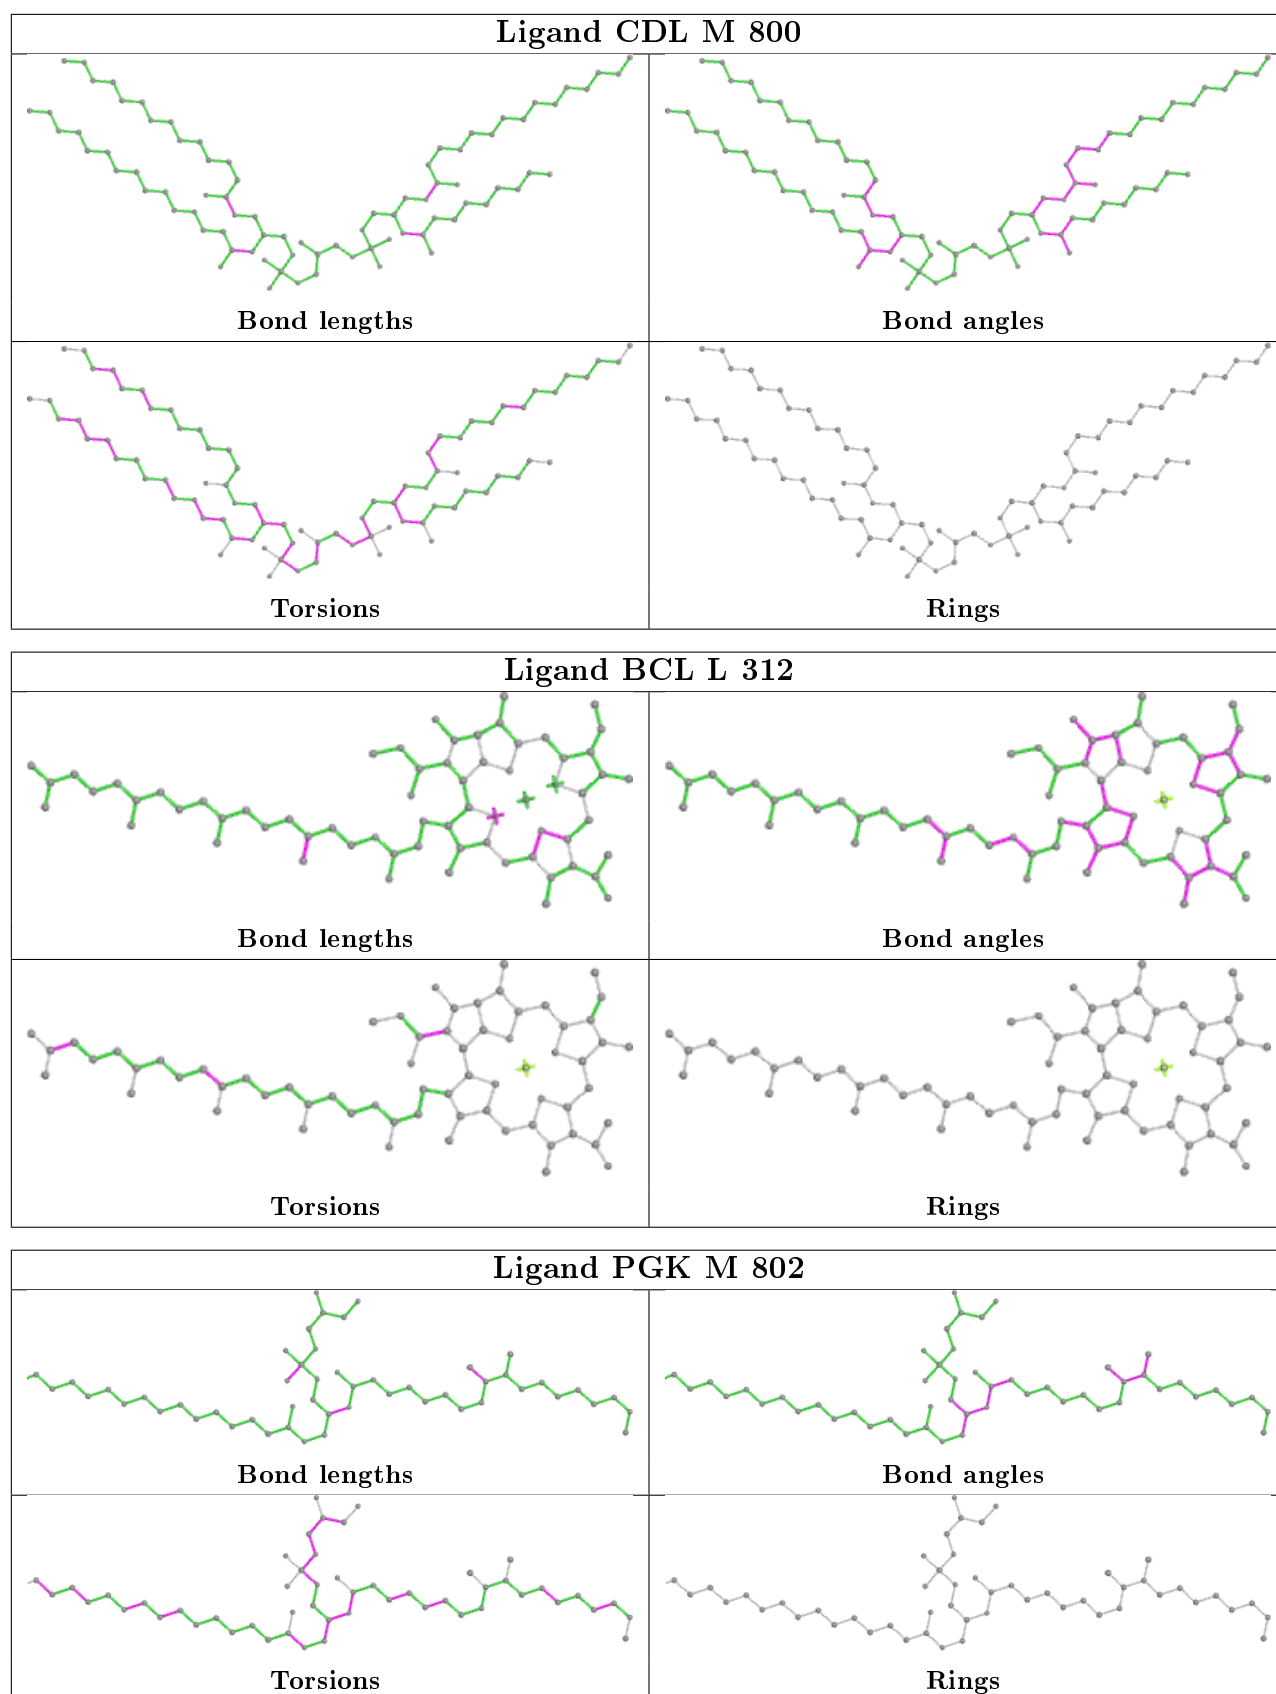 Ligand CDL M 800
Bond lengths
Bond angles
Torsions
Rings
Ligand BCL L 312
Bond lengths
Bond angles
Torsions
Rings
Ligand PGK M 802
Bond lengths
Bond angles
Torsions
Rings